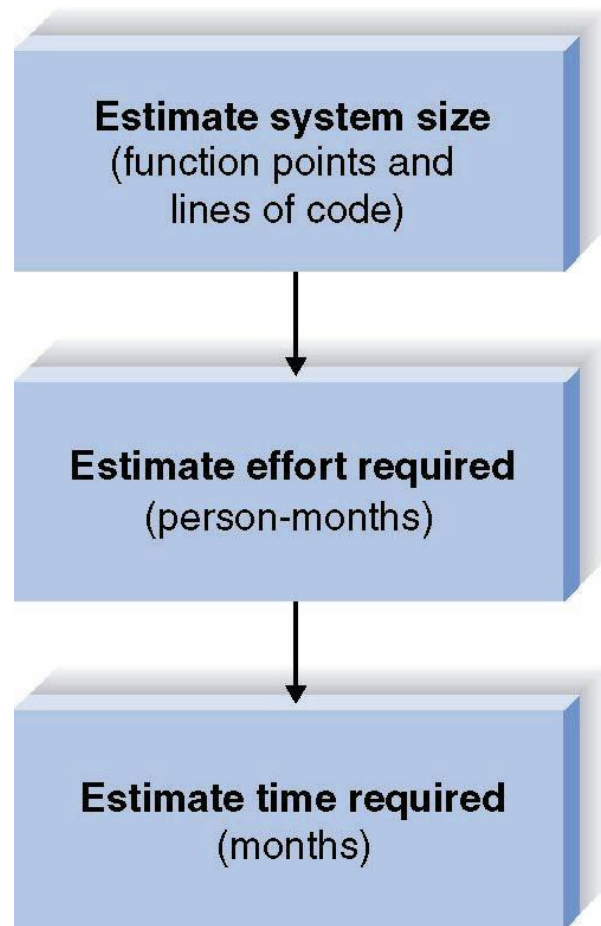 Estimate system size
(function points and
lines of code)
Estimate effort required
(person-months)
Estimate time required
(months)